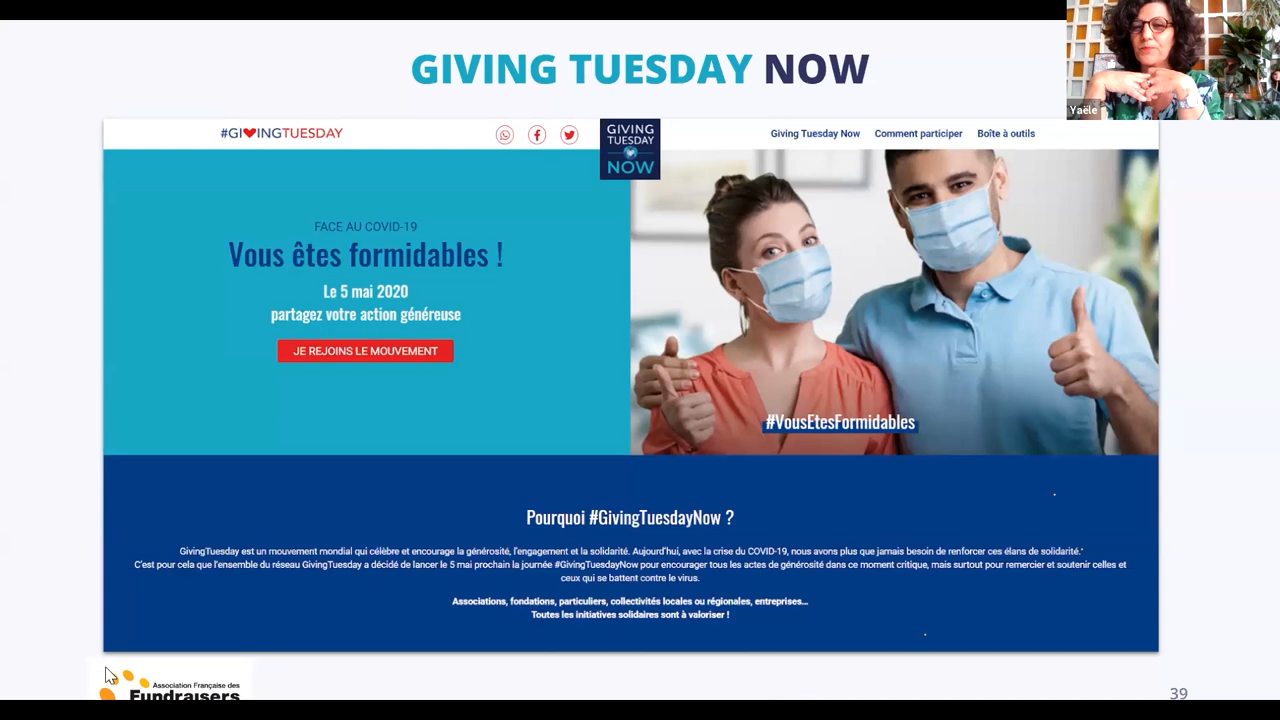 GIVING TUESDAY NOW
Yaële
#GIVINGTUESDAY
GIVING
TUESDAY
NOW
Giving Tuesday Now Comment participer Boîte à outils
FACE AU COVID-19
Vous êtes formidables !
Le 5 mai 2020
partagez votre action généreuse
JE REJOINS LE MOUVEMENT
#VousEtesFormidables
Pourquoi #GivingTuesdayNow ?
GivingTuesday est un mouvement mondial qui célèbre et encourage la générosité, l'engagement et la solidarité. Aujourd'hui, avec la crise du COVID-19, nous avons plus que jamais besoin de renforcer ces élans de solidarité.
C'est pour cela que l'ensemble du réseau GivingTuesday a décidé de lancer le 5 mai prochain la journée #GivingTuesdayNow pour encourager tous les actes de générosité dans ce moment critique, mais surtout pour remercier et soutenir celles et
ceux qui se battent contre le virus.
Associations, fondations, particuliers, collectivités locales ou régionales, entreprises...
Toutes les initiatives solidaires sont à valoriser !
Association Française des
Fundraisers
39